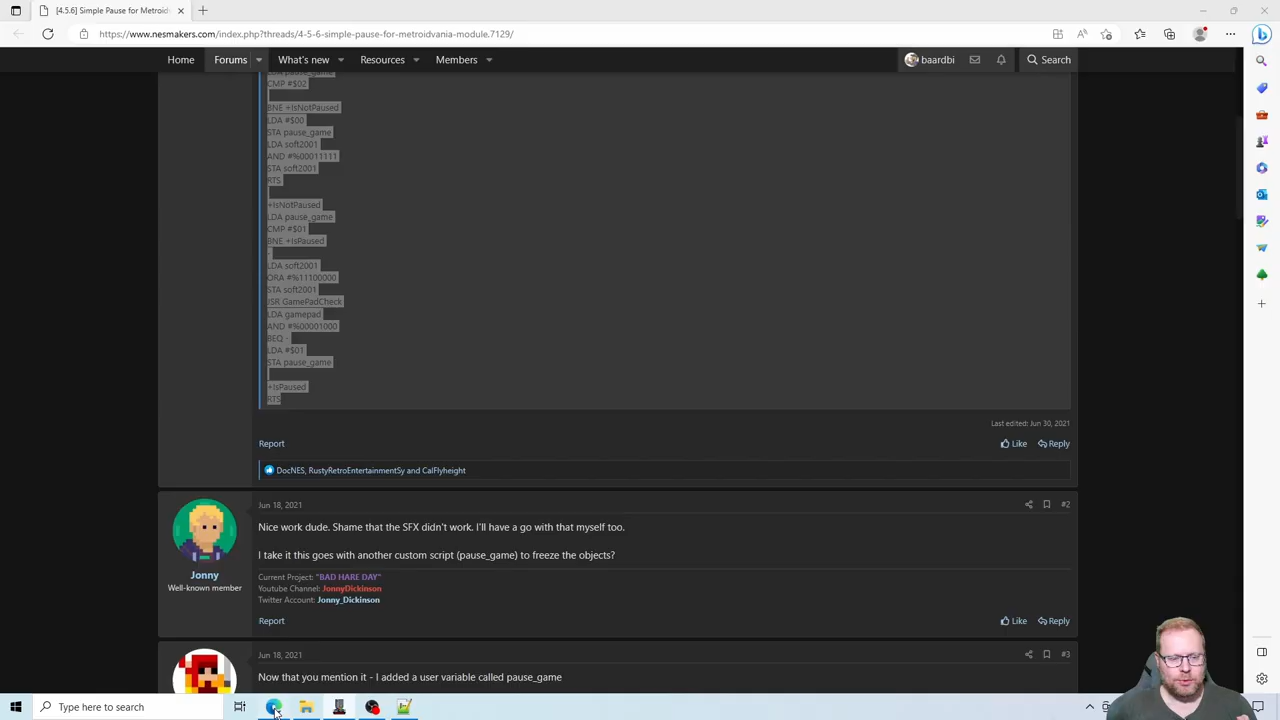 [4.5.6] Simple Pause for Metroidv
https://www.nesmakers.com/index.php?threads/4-5-6-simple-pause-for-metroidvania-module.7129/
Home Forums What's new Resources Members baardbi Search
LDA pause_game
CMP #$02
BNE +IsNotPaused
LDA #$00
STA pause_game
LDA soft2001
AND #%00011111
STA soft2001
RTS
+IsNotPaused
LDA pause_game
CMP #$01
BNE +IsPaused
-
LDA soft2001
ORA #%11100000
STA soft2001
JSR GamePadCheck
LDA gamepad
AND #%00001000
BEQ -
LDA #$01
STA pause_game
+IsPaused
RTS
Last edited: Jun 30, 2021
Report Like Reply
DocNES, RustyRetroEntertainmentSy and CalFlyheight
Jun 18, 2021 #2
Nice work dude. Shame that the SFX didn't work. I'll have a go with that myself too.
I take it this goes with another custom script (pause_game) to freeze the objects?
Jonny
Well-known member
Current Project: "BAD HARE DAY"
Youtube Channel: JonnyDickinson
Twitter Account: Jonny_Dickinson
Report Like Reply
Jun 18, 2021 #3
Now that you mention it - I added a user variable called pause_game
Type here to search